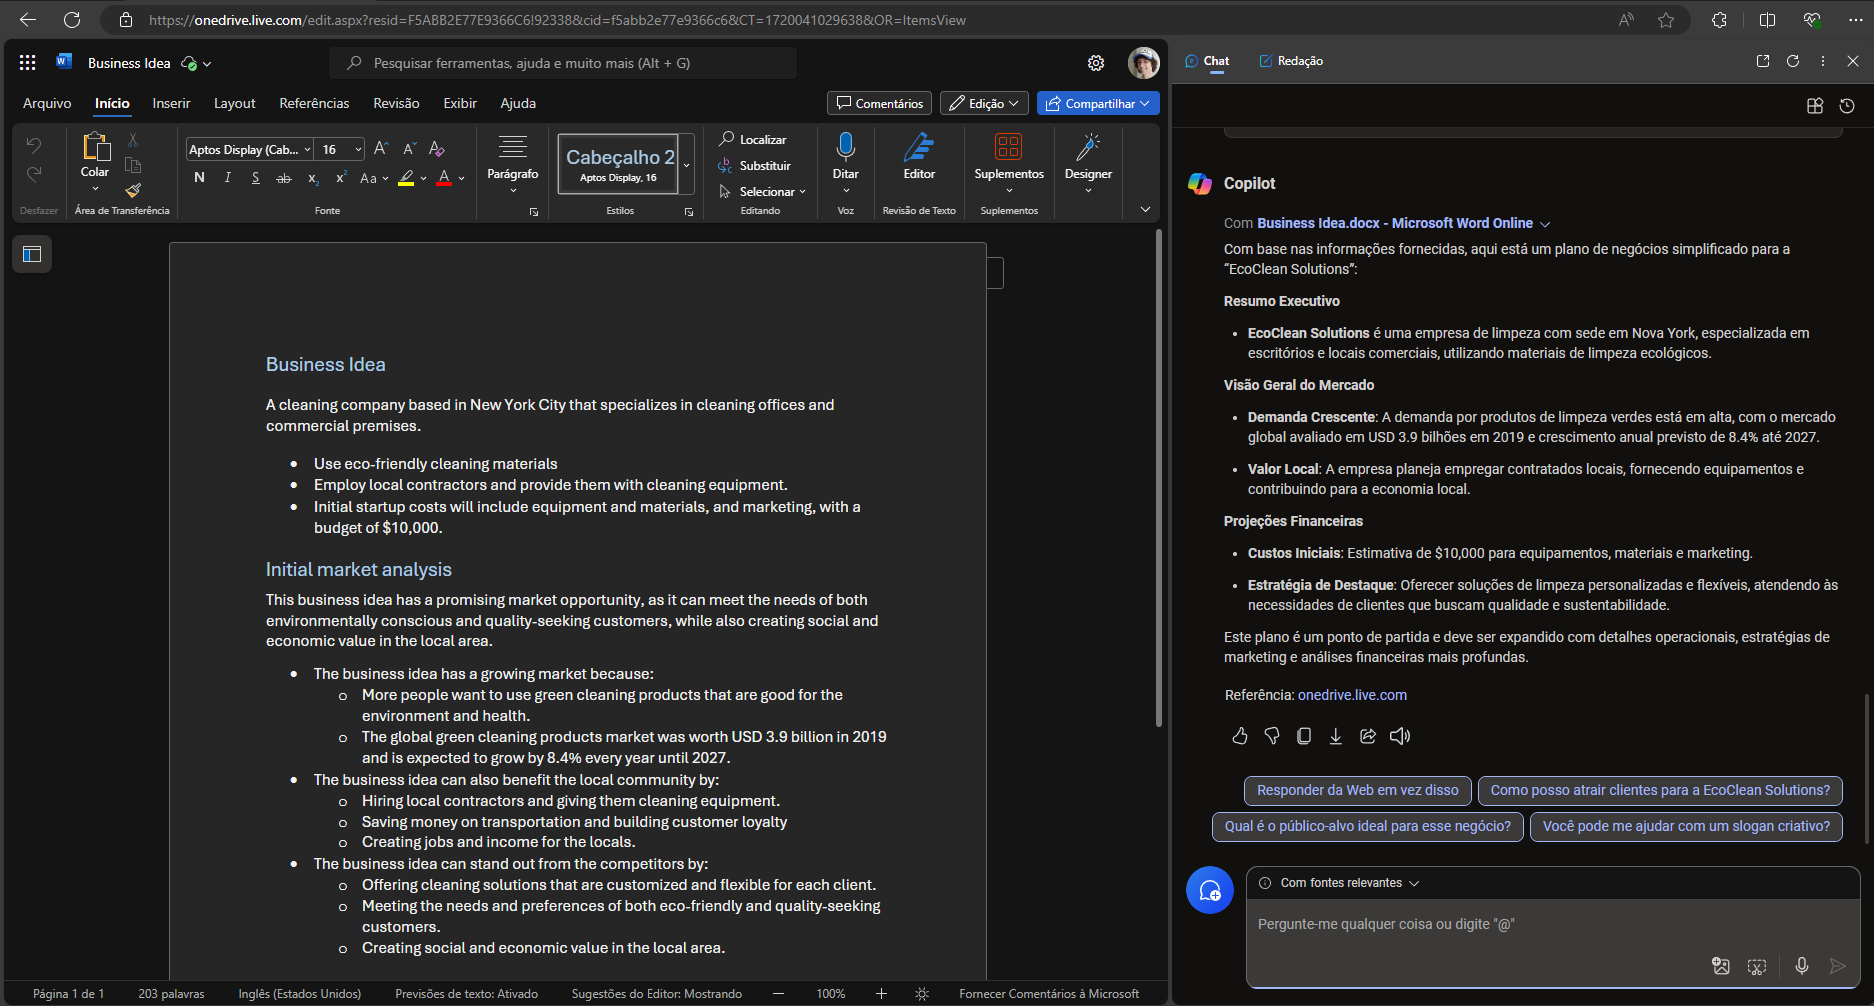 https://onedrive.live.com/edit.aspx?resid=F5ABB2E77E9366C6!92338&cid=f5abb2e77e9366c6&CT=1720041029638&OR=ItemsView
Business Idea
Pesquisar ferramentas, ajuda e muito mais (Alt + G)
Arquivo Início Inserir Layout Referências Revisão Exibir Ajuda
Comentários Edição Compartilhar
Colar
Aptos Display (Cab... 16
N I S ab x₂ x² Aa A
Parágrafo
Cabeçalho 2
Aptos Display, 16
Localizar
Substituir
Selecionar
Ditar
Editor
Suplementos
Designer
Desfazer Área de Transferência Fonte Estilos Editando Voz Revisão de Texto Suplementos
Business Idea
A cleaning company based in New York City that specializes in cleaning offices and
commercial premises.
• Use eco-friendly cleaning materials
• Employ local contractors and provide them with cleaning equipment.
• Initial startup costs will include equipment and materials, and marketing, with a
budget of $10,000.
Initial market analysis
This business idea has a promising market opportunity, as it can meet the needs of both
environmentally conscious and quality-seeking customers, while also creating social and
economic value in the local area.
• The business idea has a growing market because:
o More people want to use green cleaning products that are good for the
environment and health.
o The global green cleaning products market was worth USD 3.9 billion in 2019
and is expected to grow by 8.4% every year until 2027.
• The business idea can also benefit the local community by:
o Hiring local contractors and giving them cleaning equipment.
o Saving money on transportation and building customer loyalty
o Creating jobs and income for the locals.
• The business idea can stand out from the competitors by:
o Offering cleaning solutions that are customized and flexible for each client.
o Meeting the needs and preferences of both eco-friendly and quality-seeking
customers.
o Creating social and economic value in the local area.
Página 1 de 1 203 palavras Inglês (Estados Unidos) Previsões de texto: Ativado Sugestões do Editor: Mostrando 100% Fornecer Comentários à Microsoft
Chat Redação
Copilot
Com Business Idea.docx - Microsoft Word Online
Com base nas informações fornecidas, aqui está um plano de negócios simplificado para a
“EcoClean Solutions”:
Resumo Executivo
• EcoClean Solutions é uma empresa de limpeza com sede em Nova York, especializada em
escritórios e locais comerciais, utilizando materiais de limpeza ecológicos.
Visão Geral do Mercado
• Demanda Crescente: A demanda por produtos de limpeza verdes está em alta, com o mercado
global avaliado em USD 3.9 bilhões em 2019 e crescimento anual previsto de 8.4% até 2027.
• Valor Local: A empresa planeja empregar contratados locais, fornecendo equipamentos e
contribuindo para a economia local.
Projeções Financeiras
• Custos Iniciais: Estimativa de $10,000 para equipamentos, materiais e marketing.
• Estratégia de Destaque: Oferecer soluções de limpeza personalizadas e flexíveis, atendendo às
necessidades de clientes que buscam qualidade e sustentabilidade.
Este plano é um ponto de partida e deve ser expandido com detalhes operacionais, estratégias de
marketing e análises financeiras mais profundas.
Referência: onedrive.live.com
Responder da Web em vez disso
Como posso atrair clientes para a EcoClean Solutions?
Qual é o público-alvo ideal para esse negócio?
Você pode me ajudar com um slogan criativo?
Com fontes relevantes
Pergunte-me qualquer coisa ou digite "@"